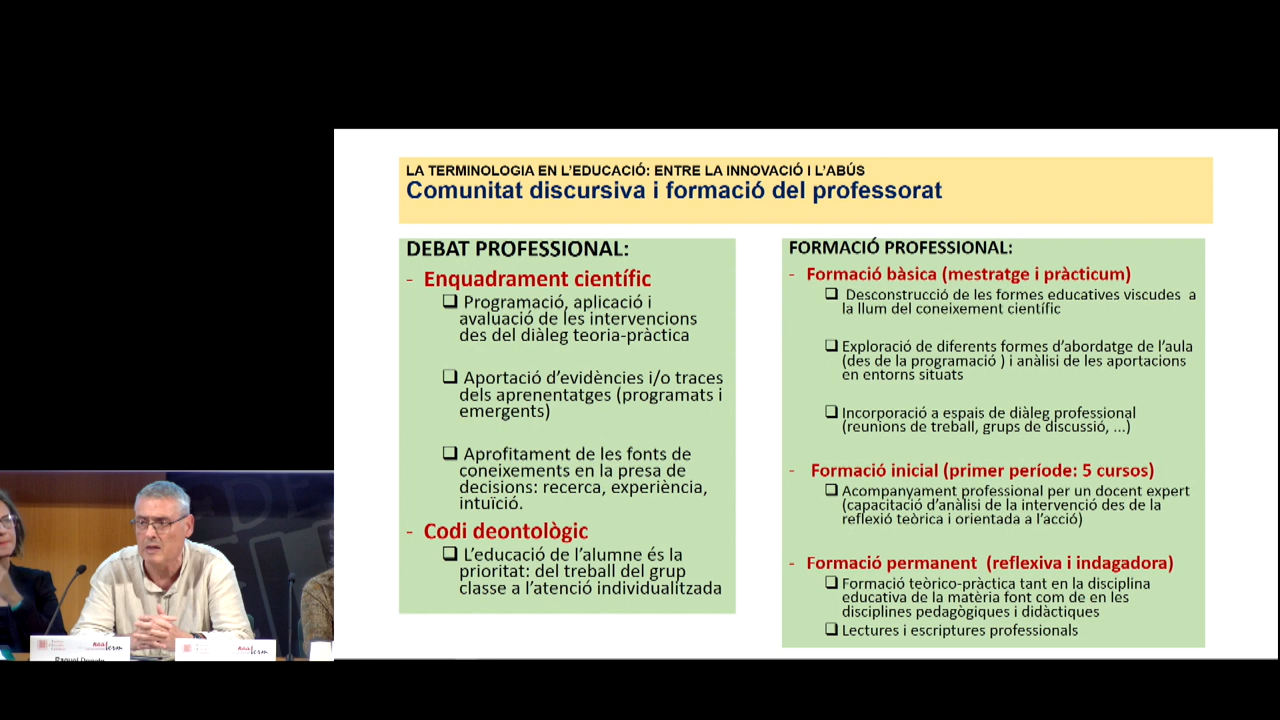 LA TERMINOLOGIA EN L'EDUCACIÓ: ENTRE LA INNOVACIÓ I L'ABÚS
Comunitat discursiva i formació del professorat
DEBAT PROFESSIONAL:
- Enquadrament científic
Programació, aplicació i
avaluació de les intervencions
des del diàleg teoria-pràctica
Aportació d'evidències i/o traces
dels aprenentatges (programats i
emergents)
Aprofitament de les fonts de
coneixements en la presa de
decisions: recerca, experiència,
intuïció.
- Codi deontològic
L'educació de l'alumne és la
prioritat: del treball del grup
classe a l'atenció individualitzada
FORMACIÓ PROFESSIONAL:
- Formació bàsica (mestratge i pràcticum)
Desconstrucció de les formes educatives viscudes a
la llum del coneixement científic
Exploració de diferents formes d'abordatge de l'aula
(des de la programació ) i anàlisi de les aportacions
en entorns situats
Incorporació a espais de diàleg professional
(reunions de treball, grups de discussió, ...)
- Formació inicial (primer període: 5 cursos)
Acompanyament professional per un docent expert
(capacitació d'anàlisi de la intervenció des de la
reflexió teòrica i orientada a l'acció)
- Formació permanent (reflexiva i indagadora)
Formació teòrico-pràctica tant en la disciplina
educativa de la matèria font com de en les
disciplines pedagògiques i didàctiques
Lectures i escriptures professionals